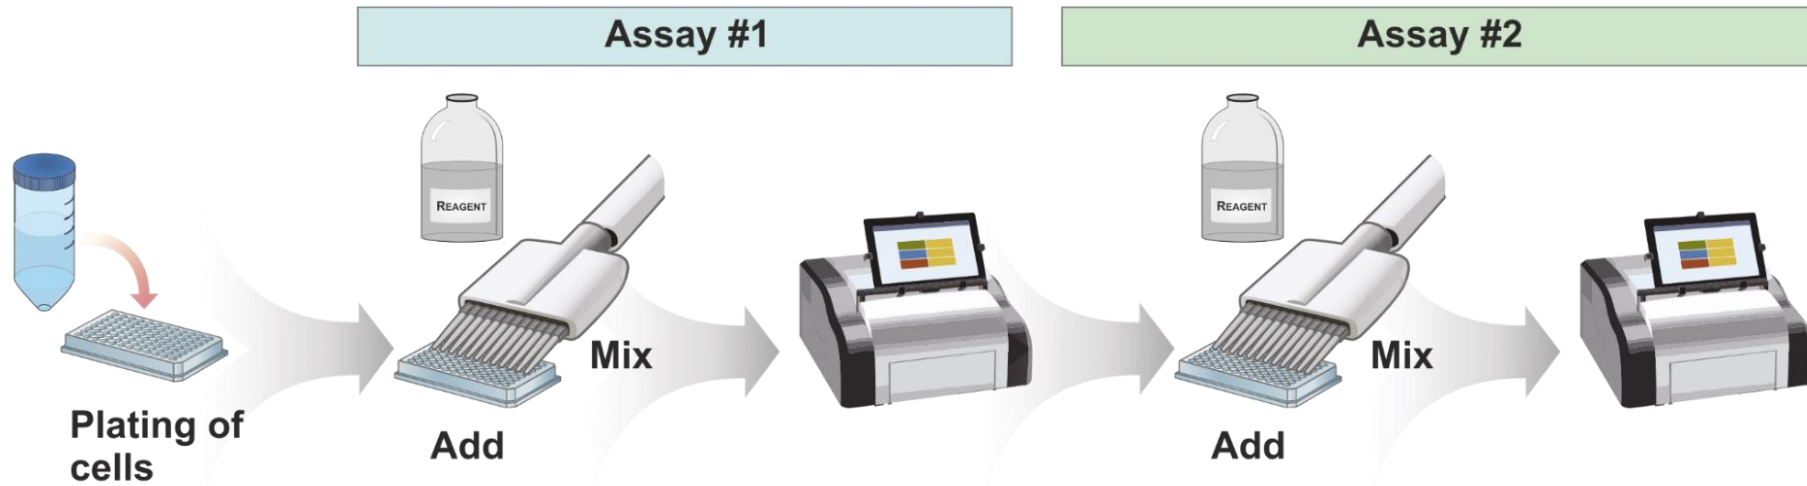 Assay #1
Assay #2
REAGENT
REAGENT
Mix
Mix
Plating of
cells
Add
Add